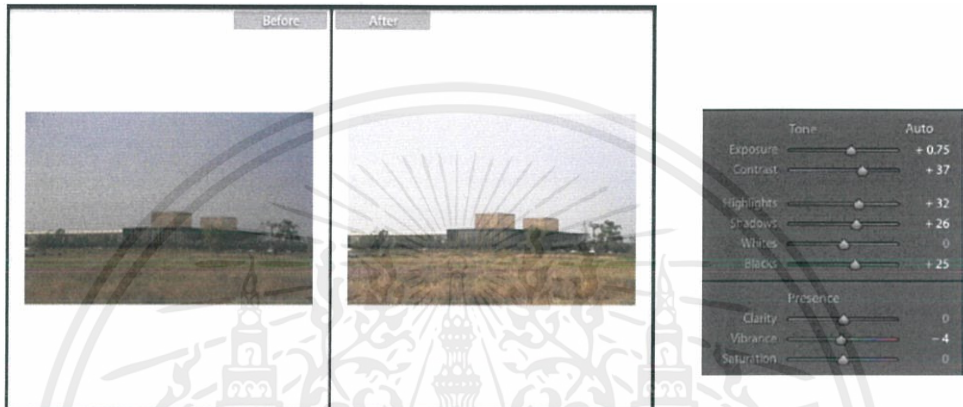 Before
After
Tone Auto
Exposure + 0.75
Contrast + 37
Highlights + 32
Shadows + 26
Whites 0
Blacks + 25
Presence
Clarity 0
Vibrance - 4
Saturation 0